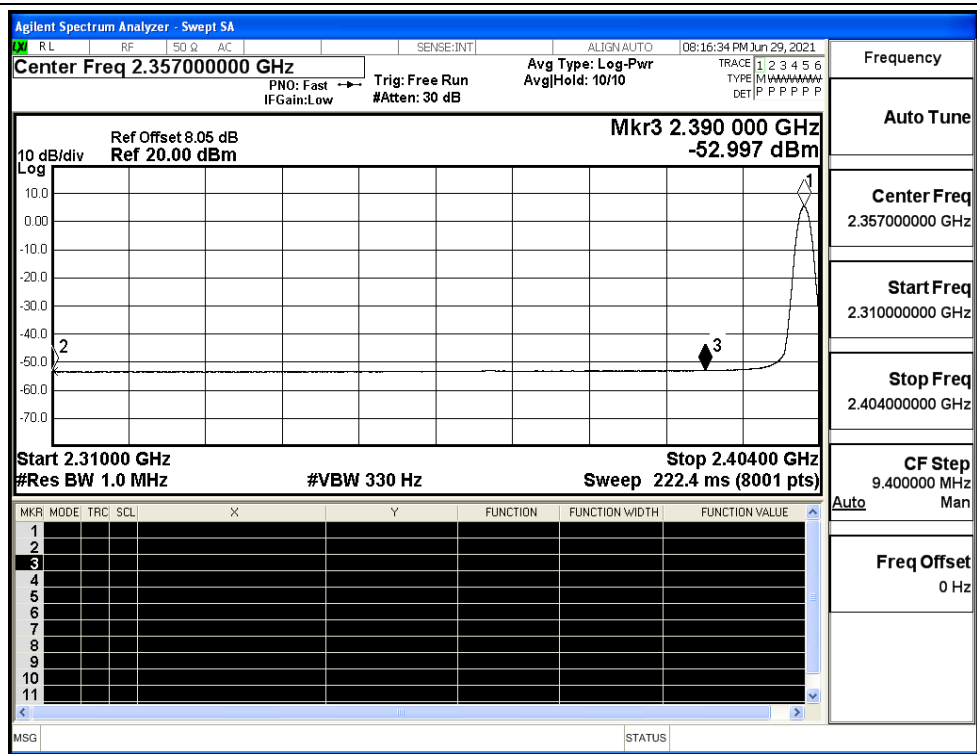 Agilent Spectrum Analyzer - Swept SA
LXI RL RF 50 Ω AC SENSE:INT ALIGN AUTO 08:16:34 PM Jun 29, 2021
Center Freq 2.357000000 GHz
PNO: Fast
IFGain:Low
Trig: Free Run
#Atten: 30 dB
Avg Type: Log-Pwr
Avg|Hold: 10/10
TRACE 1 2 3 4 5 6
TYPE M WWWWW
DET P P P P P P
Mkr3 2.390 000 GHz
-52.997 dBm
Ref Offset 8.05 dB
10 dB/div Ref 20.00 dBm
Log
10.0
0.00
-10.0
-20.0
-30.0
-40.0
-50.0
-60.0
-70.0
1
2
3
Start 2.31000 GHz Stop 2.40400 GHz
#Res BW 1.0 MHz #VBW 330 Hz Sweep 222.4 ms (8001 pts)
MKR MODE TRC SCL X Y FUNCTION FUNCTION WIDTH FUNCTION VALUE
1
2
3
4
5
6
7
8
9
10
11
MSG STATUS
Frequency
Auto Tune
Center Freq
2.357000000 GHz
Start Freq
2.310000000 GHz
Stop Freq
2.404000000 GHz
CF Step
9.400000 MHz
Auto Man
Freq Offset
0 Hz